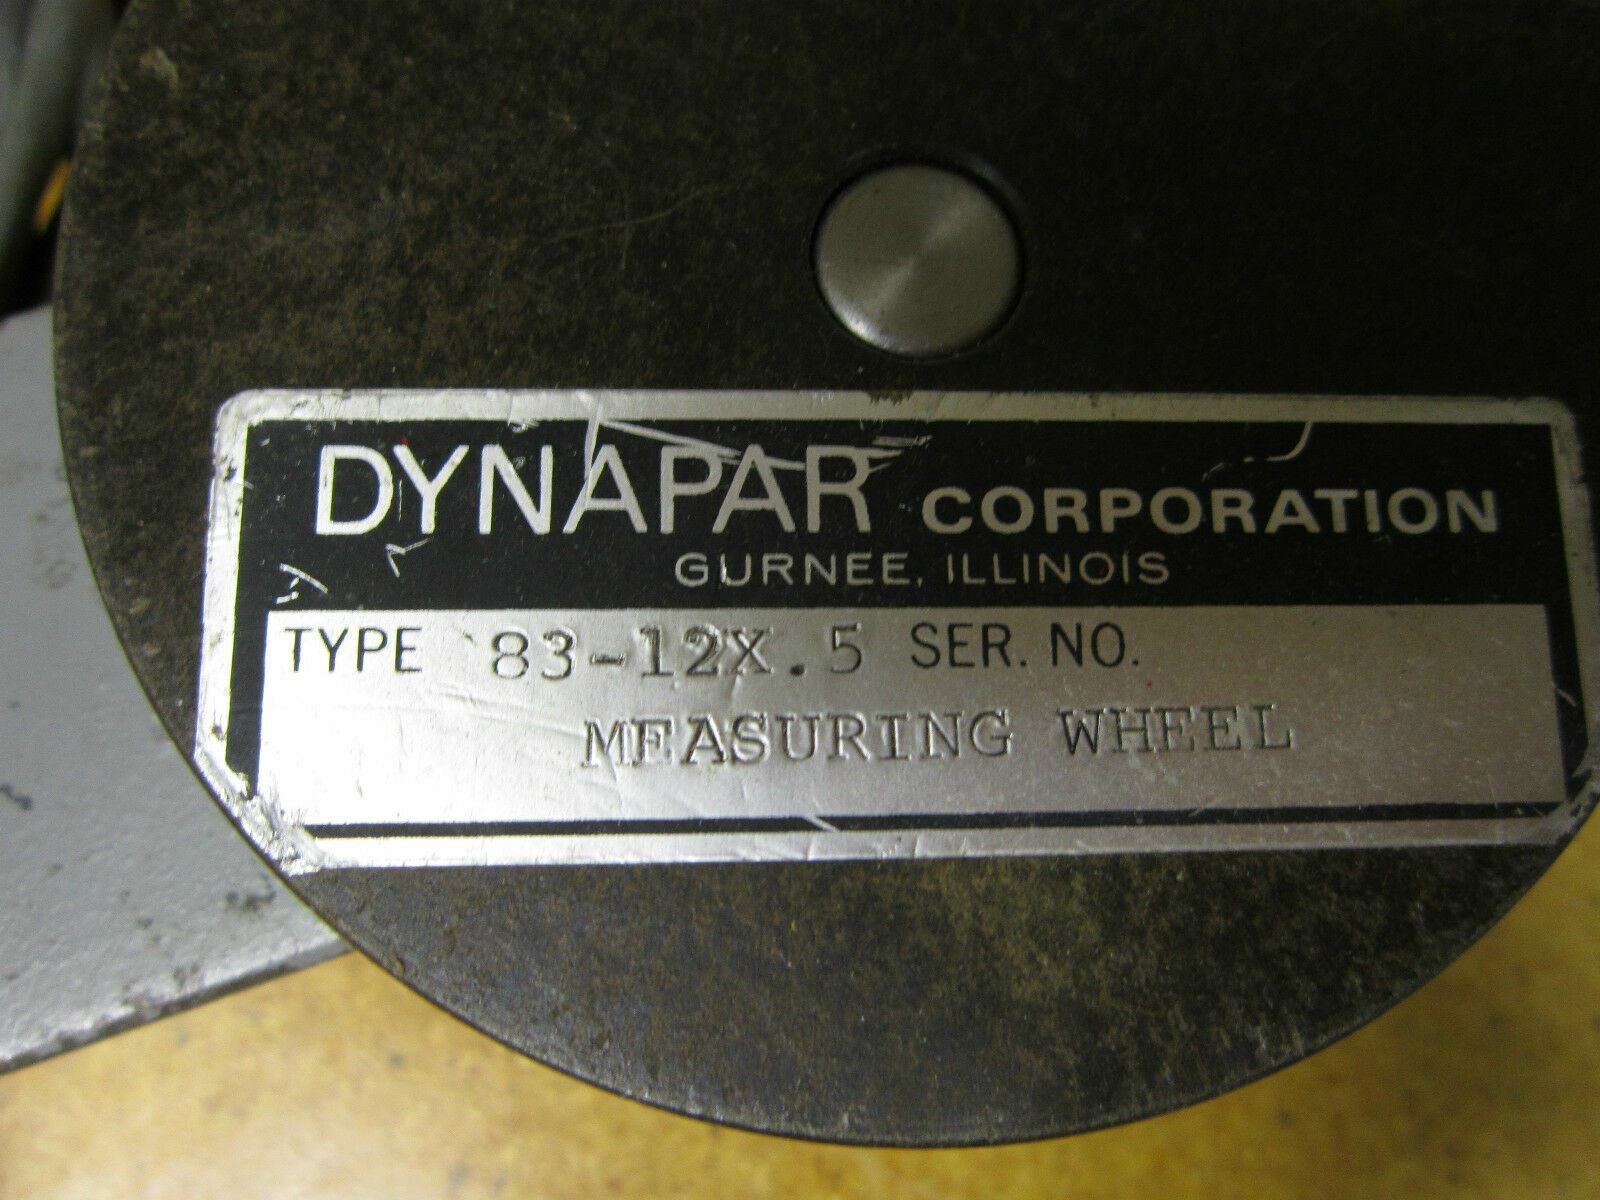 DYNAPAR CORPORATION
GURNEE, ILLINOIS
TYPE 83-12X.5 SER. NO.
MEASURING WHEEL